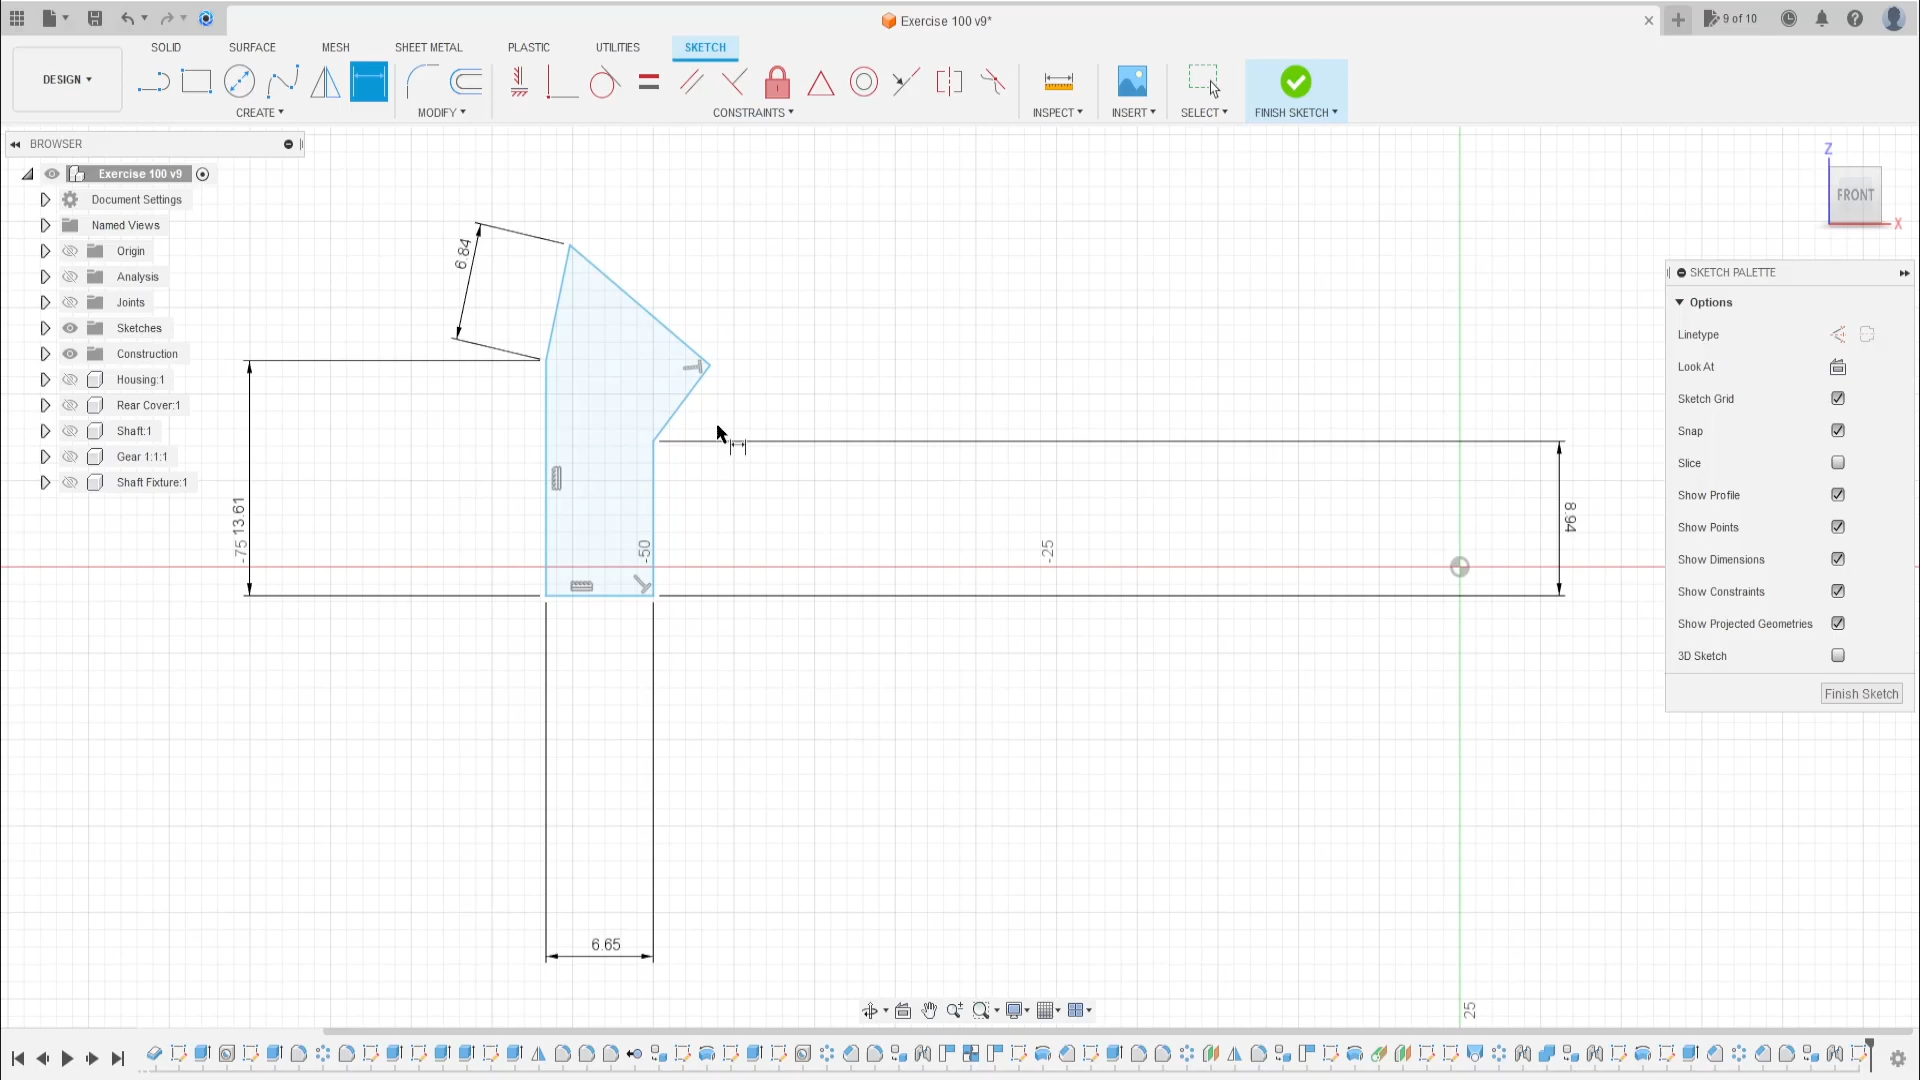 Exercise 100 v9*
9 of 10
SOLID
SURFACE
MESH
SHEET METAL
PLASTIC
UTILITIES
SKETCH
DESIGN
CREATE
MODIFY
CONSTRAINTS
INSPECT
INSERT
SELECT
FINISH SKETCH
BROWSER
Exercise 100 v9
Document Settings
Named Views
Origin
Analysis
Joints
Sketches
Construction
Housing:1
Rear Cover:1
Shaft:1
Gear 1:1:1
Shaft Fixture:1
Z
FRONT
X
6.84
13.61
-75
-50
-25
8.94
6.65
25
SKETCH PALETTE
Options
Linetype
Look At
Sketch Grid
Snap
Slice
Show Profile
Show Points
Show Dimensions
Show Constraints
Show Projected Geometries
3D Sketch
Finish Sketch